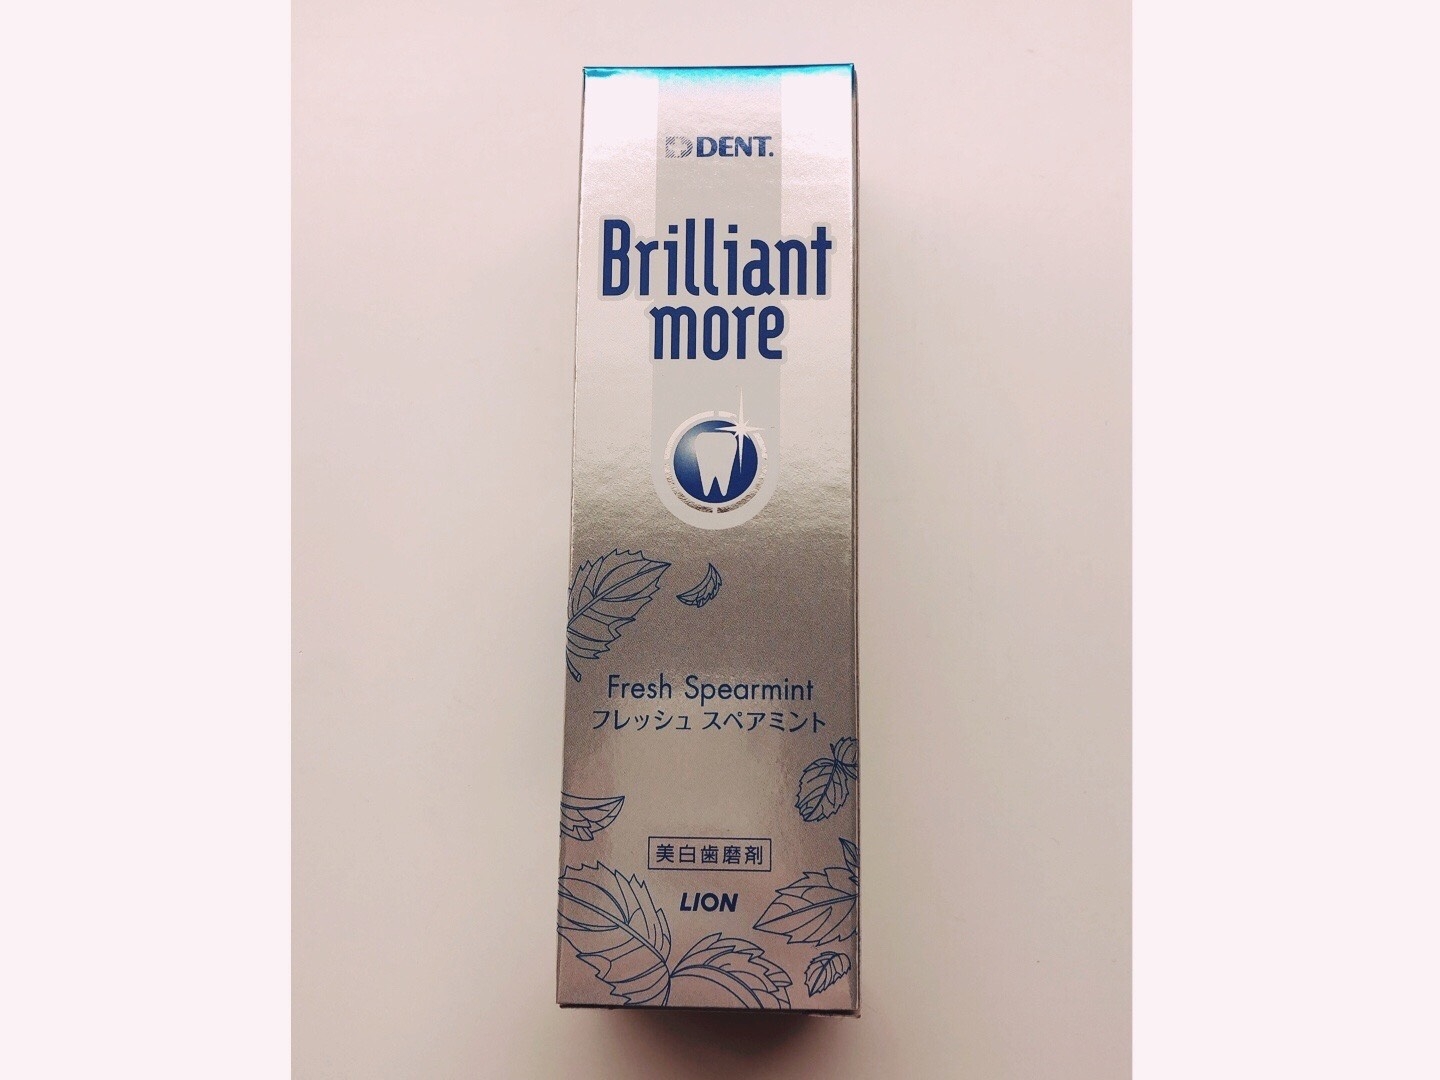 DENT.
Brilliant
more
Fresh Spearmint
フレッシュ スペアミント
美白歯磨剤
LION